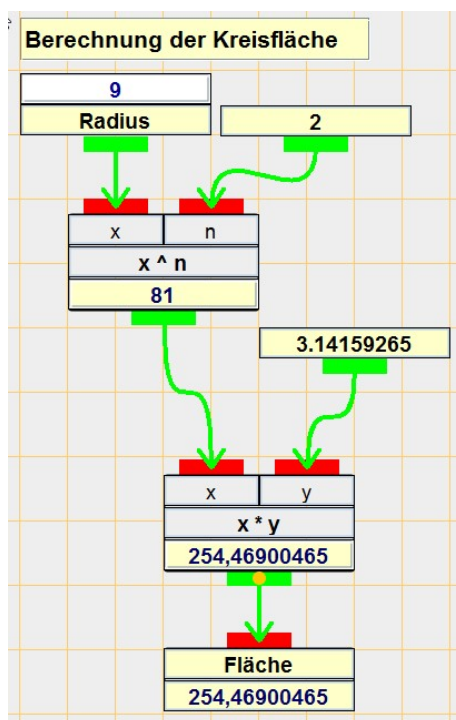 Berechnung der Kreisfläche
9
Radius
2
x n
x ^ n
81
3.14159265
x y
x * y
254,46900465
Fläche
254,46900465